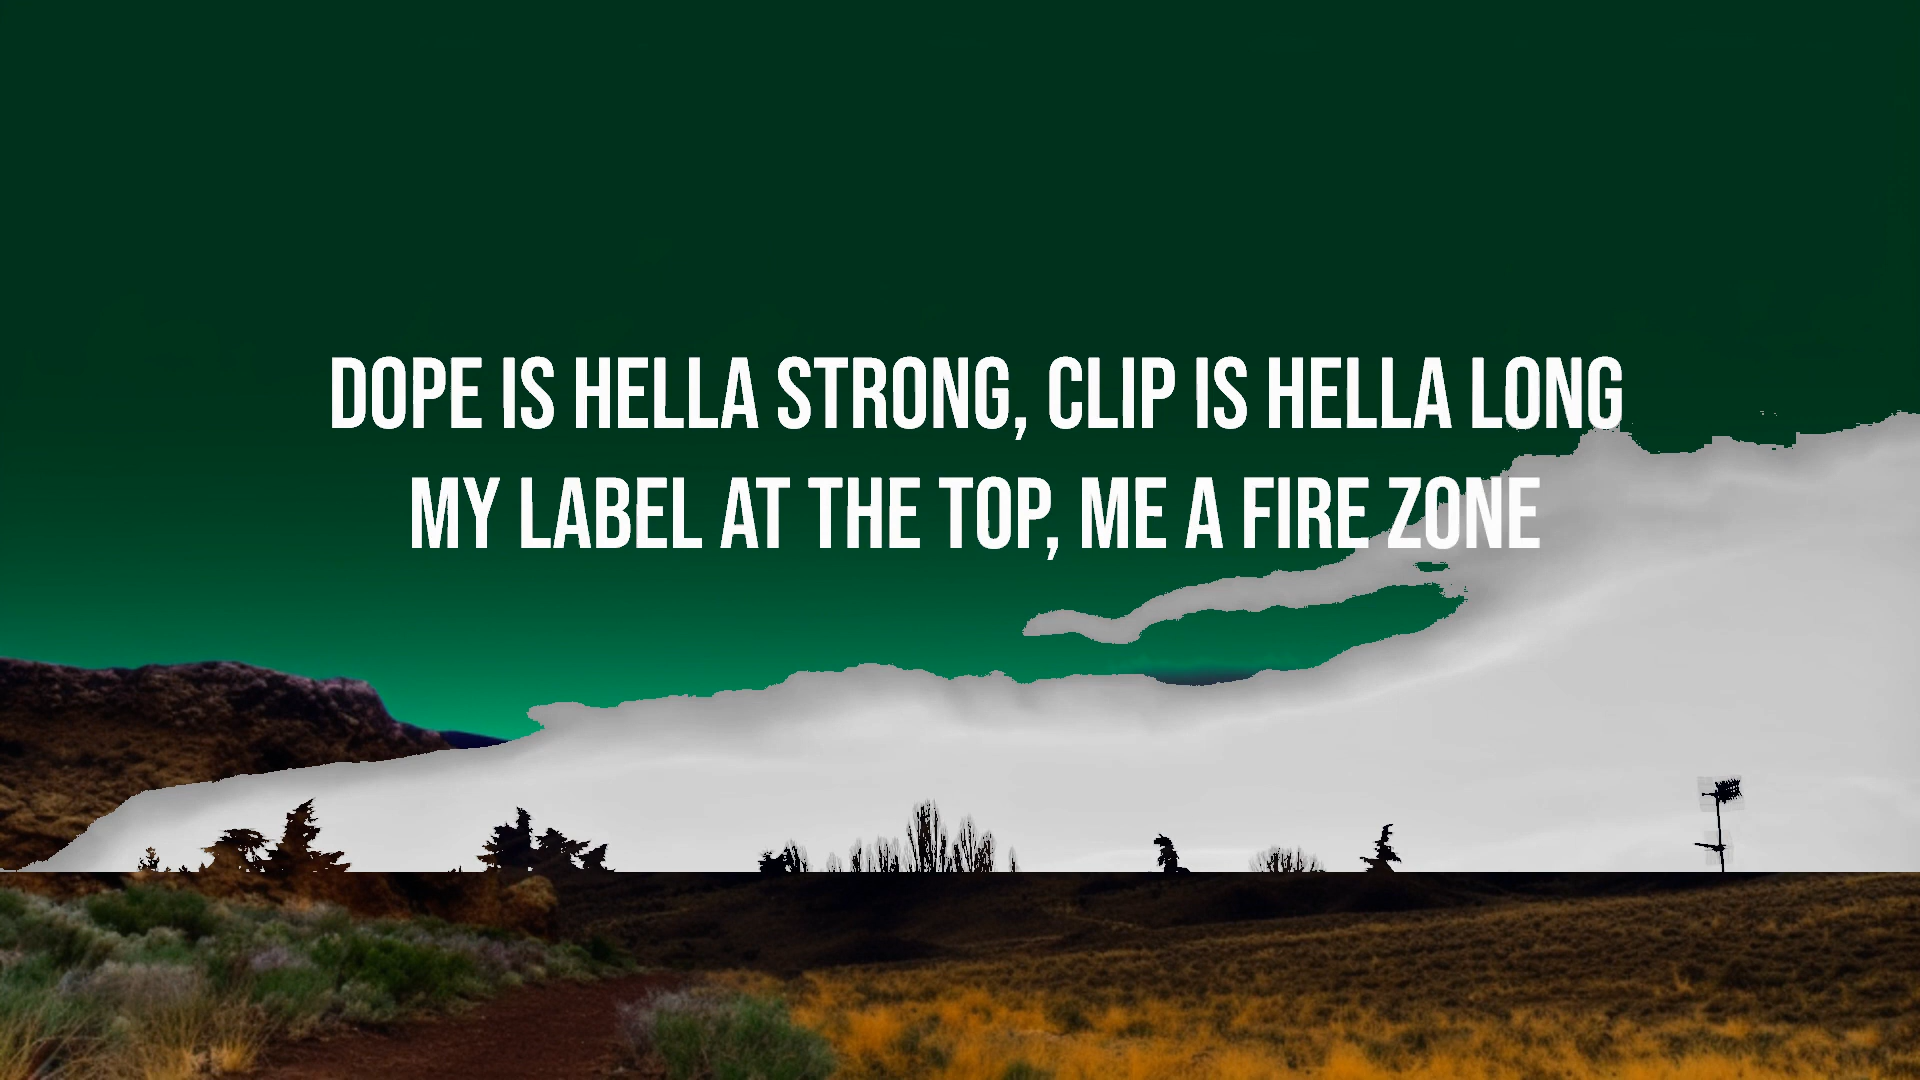 DOPE IS HELLA STRONG, CLIP IS HELLA LONG
MY LABEL AT THE TOP, ME A FIRE ZONE